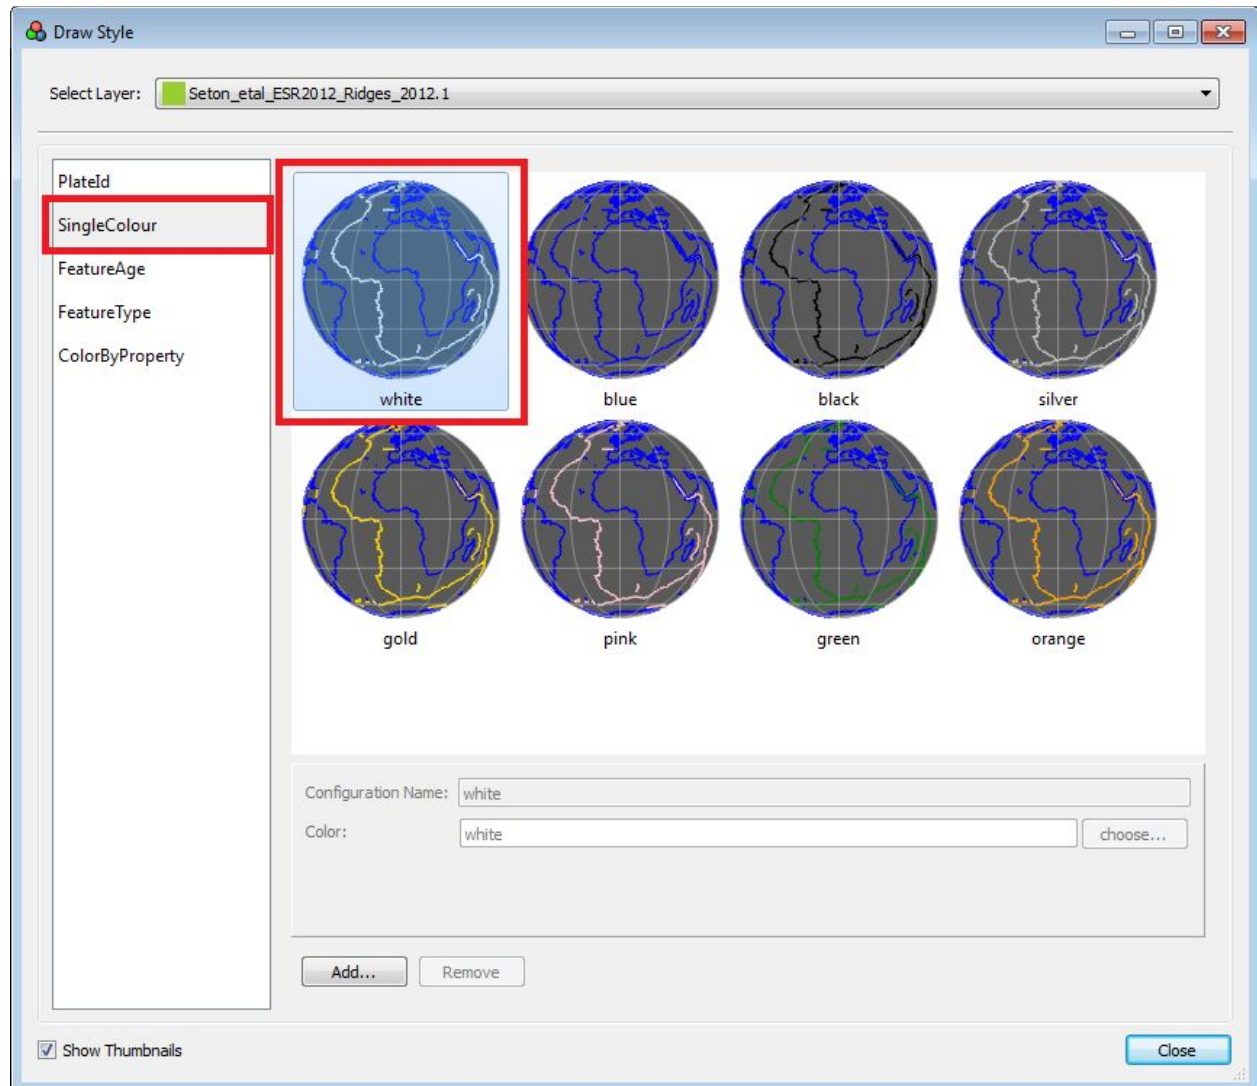 Draw Style
Select Layer: Seton_etal_ESR2012_Ridges_2012.1
PlateId
SingleColour
FeatureAge
FeatureType
ColorByProperty
white blue black silver
gold pink green orange
Configuration Name: white
Color: white choose...
Add... Remove
Show Thumbnails Close